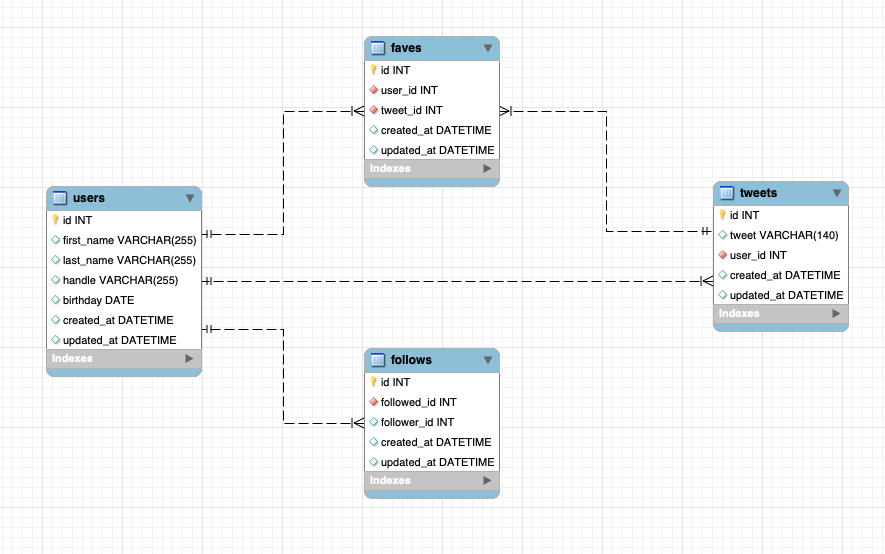 faves
id INT
user_id INT
tweet_id INT
created_at DATETIME
updated_at DATETIME
Indexes
users
id INT
first_name VARCHAR(255)
last_name VARCHAR(255)
handle VARCHAR(255)
birthday DATE
created_at DATETIME
updated_at DATETIME
Indexes
tweets
id INT
tweet VARCHAR(140)
user_id INT
created_at DATETIME
updated_at DATETIME
Indexes
follows
id INT
followed_id INT
follower_id INT
created_at DATETIME
updated_at DATETIME
Indexes